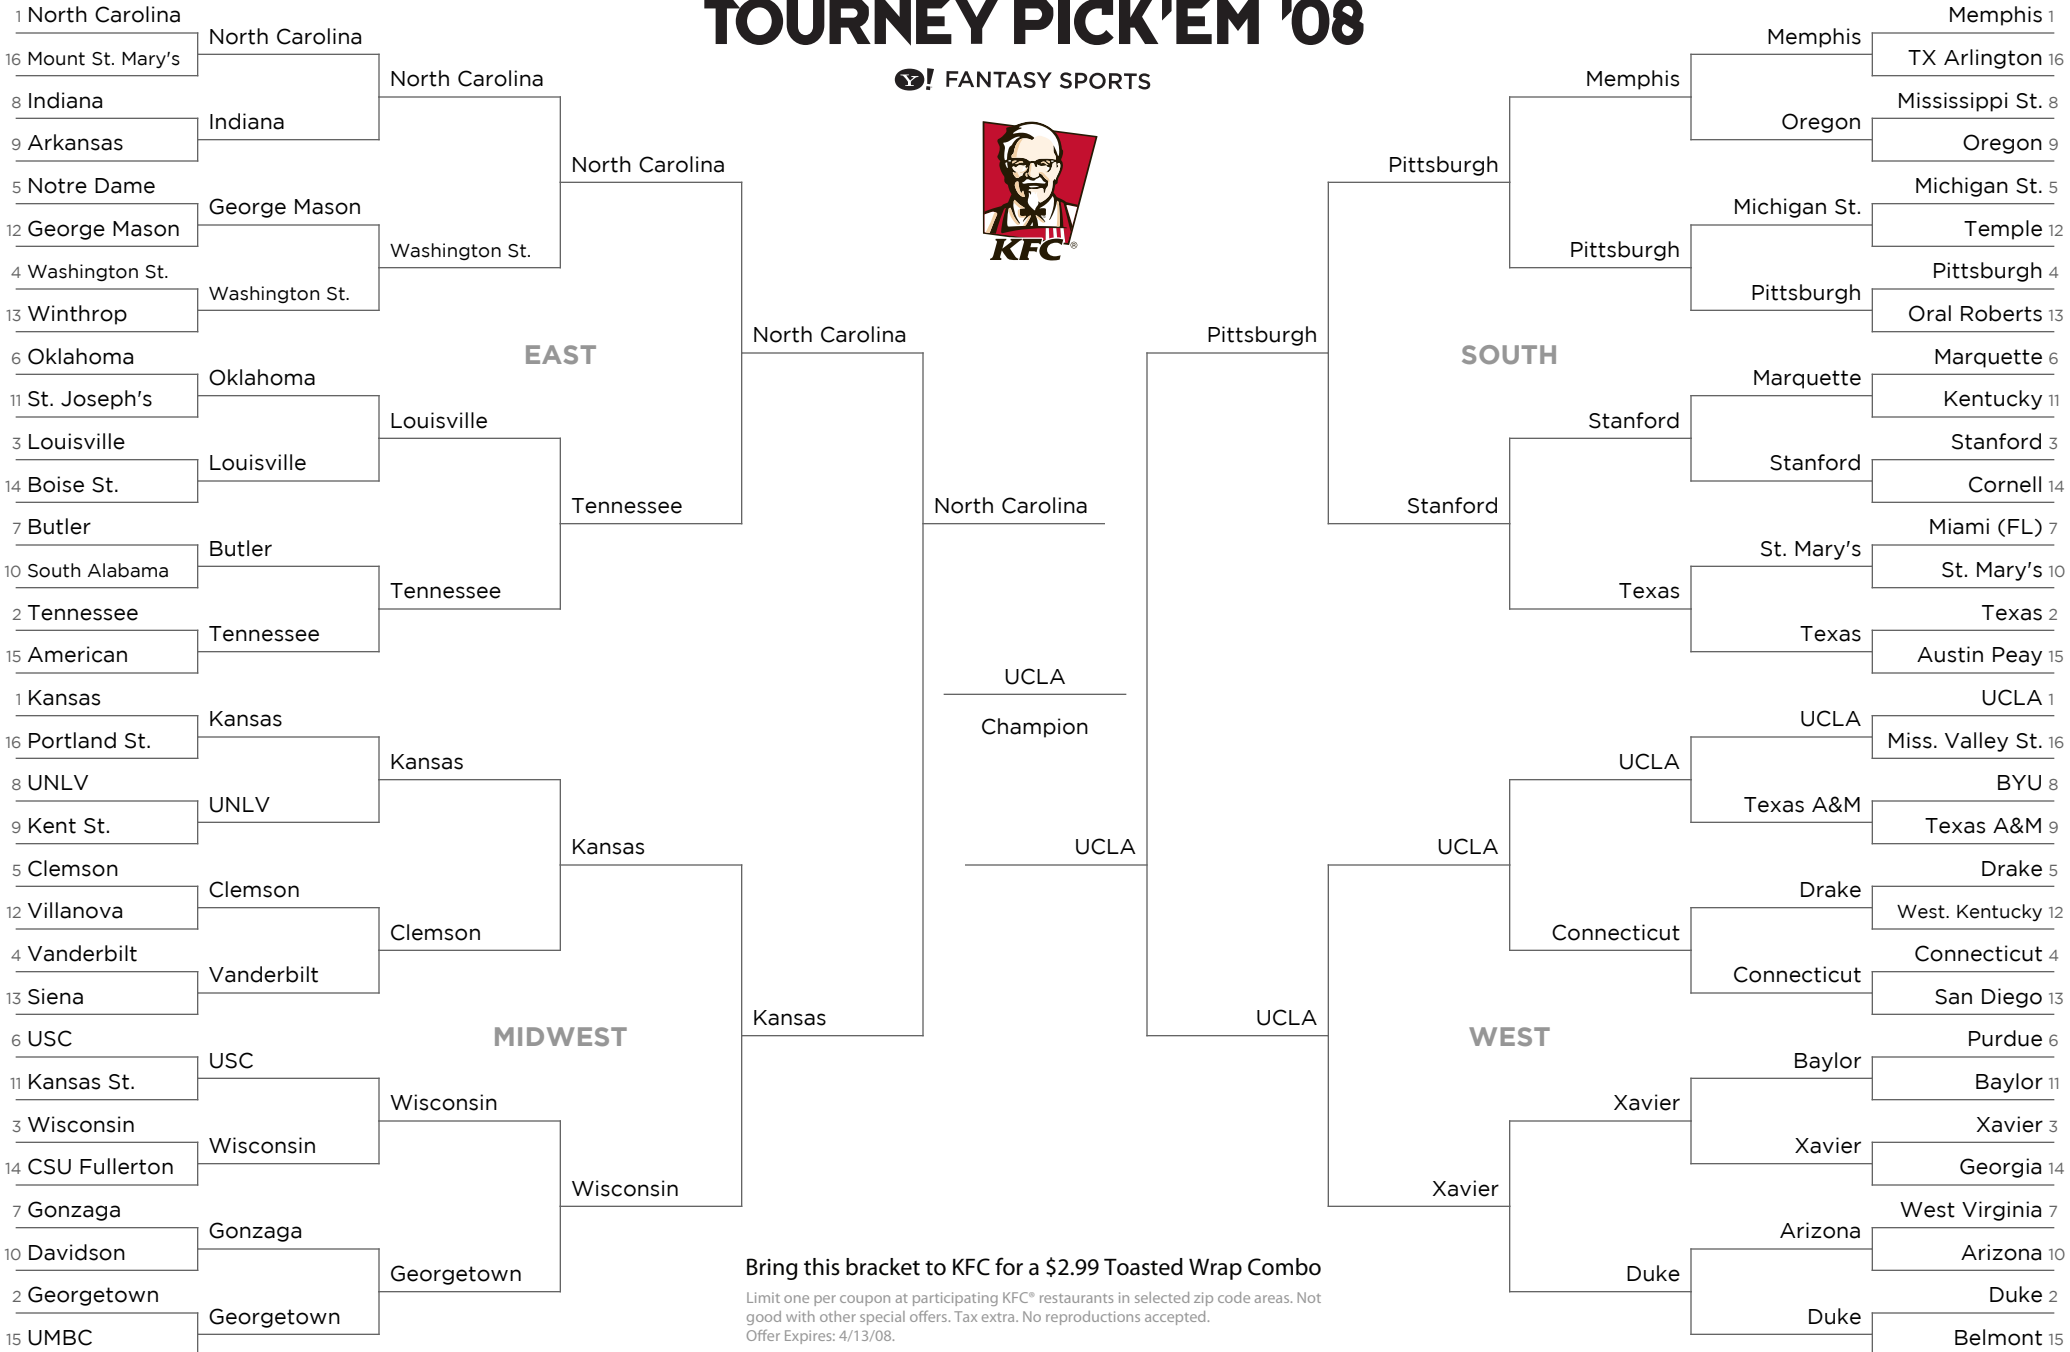 TOURNEY PICK'EM '08
Y! FANTASY SPORTS
KFC®
1 North Carolina
16 Mount St. Mary's
8 Indiana
9 Arkansas
5 Notre Dame
12 George Mason
4 Washington St.
13 Winthrop
6 Oklahoma
11 St. Joseph's
3 Louisville
14 Boise St.
7 Butler
10 South Alabama
2 Tennessee
15 American
1 Kansas
16 Portland St.
8 UNLV
9 Kent St.
5 Clemson
12 Villanova
4 Vanderbilt
13 Siena
6 USC
11 Kansas St.
3 Wisconsin
14 CSU Fullerton
7 Gonzaga
10 Davidson
2 Georgetown
15 UMBC
North Carolina
Indiana
George Mason
Washington St.
Oklahoma
Louisville
Butler
Tennessee
Kansas
UNLV
Clemson
Vanderbilt
USC
Wisconsin
Gonzaga
Georgetown
North Carolina
Washington St.
Louisville
Tennessee
Kansas
Clemson
Wisconsin
Georgetown
North Carolina
Tennessee
Kansas
Wisconsin
EAST
MIDWEST
North Carolina
Kansas
North Carolina
UCLA
Champion
UCLA
Pittsburgh
UCLA
SOUTH
WEST
Pittsburgh
Stanford
UCLA
Xavier
Memphis
Pittsburgh
Stanford
Texas
UCLA
Connecticut
Xavier
Duke
Memphis
Oregon
Michigan St.
Pittsburgh
Marquette
Stanford
St. Mary's
Texas
UCLA
Texas A&M
Drake
Connecticut
Baylor
Xavier
Arizona
Duke
Memphis 1
TX Arlington 16
Mississippi St. 8
Oregon 9
Michigan St. 5
Temple 12
Pittsburgh 4
Oral Roberts 13
Marquette 6
Kentucky 11
Stanford 3
Cornell 14
Miami (FL) 7
St. Mary's 10
Texas 2
Austin Peay 15
UCLA 1
Miss. Valley St. 16
BYU 8
Texas A&M 9
Drake 5
West. Kentucky 12
Connecticut 4
San Diego 13
Purdue 6
Baylor 11
Xavier 3
Georgia 14
West Virginia 7
Arizona 10
Duke 2
Belmont 15
Bring this bracket to KFC for a $2.99 Toasted Wrap Combo
Limit one per coupon at participating KFC® restaurants in selected zip code areas. Not
good with other special offers. Tax extra. No reproductions accepted.
Offer Expires: 4/13/08.